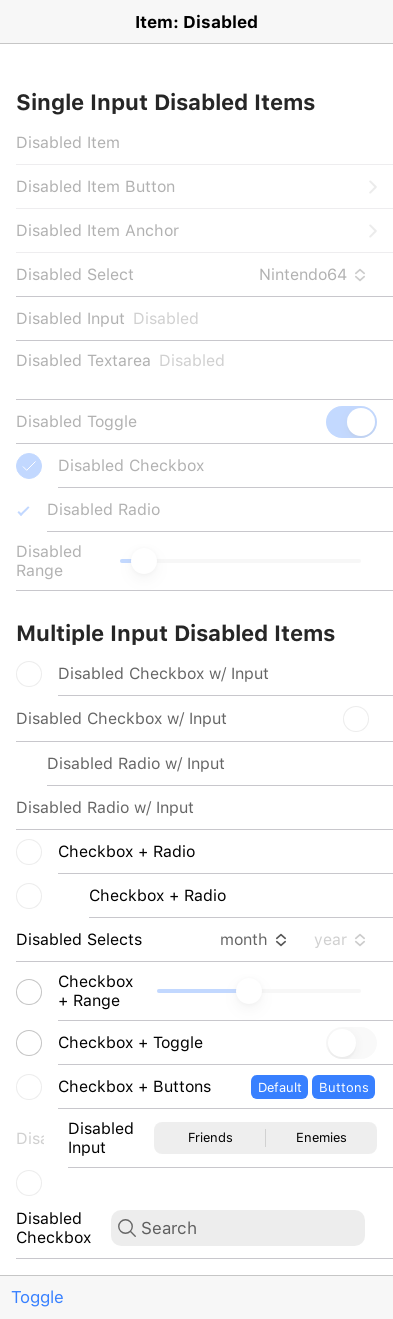 Item: Disabled
Single Input Disabled Items
Disabled Item
Disabled Item Button
Disabled Item Anchor
Disabled Select Nintendo64
Disabled Input Disabled
Disabled Textarea Disabled
Disabled Toggle
Disabled Checkbox
Disabled Radio
Disabled
Range
Multiple Input Disabled Items
Disabled Checkbox w/ Input
Disabled Checkbox w/ Input
Disabled Radio w/ Input
Disabled Radio w/ Input
Checkbox + Radio
Checkbox + Radio
Disabled Selects month year
Checkbox
+ Range
Checkbox + Toggle
Checkbox + Buttons Default Buttons
Disabled
Input
Friends Enemies
Disabled
Checkbox
Search
Toggle